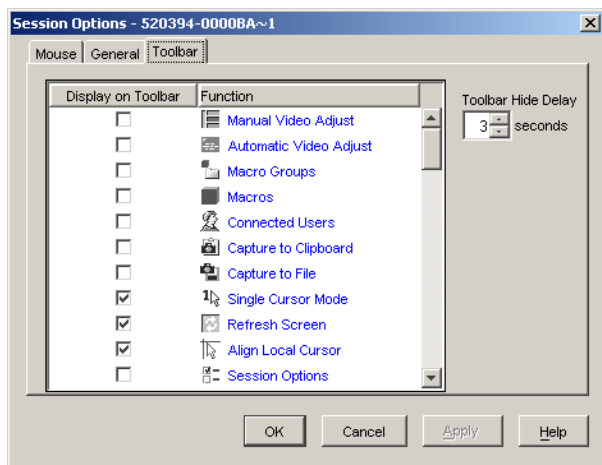 Session Options - 520394-0000BA~1
Mouse General Toolbar
Display on Toolbar Function
Toolbar Hide Delay
3 seconds
Manual Video Adjust
Automatic Video Adjust
Macro Groups
Macros
Connected Users
Capture to Clipboard
Capture to File
1 Single Cursor Mode
Refresh Screen
Align Local Cursor
Session Options
OK Cancel Apply Help